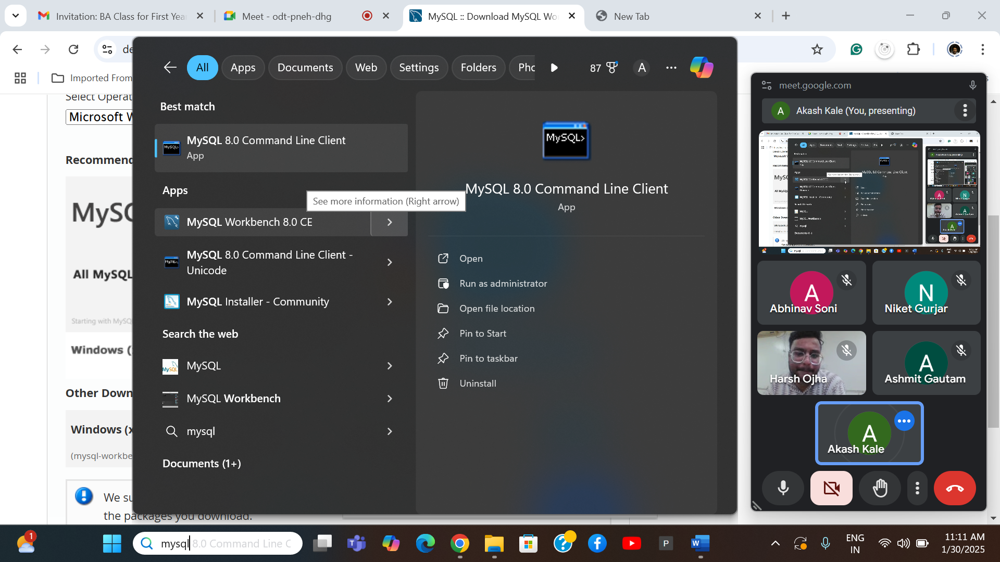 Invitation: BA Class for First Yea
Meet - odt-pneh-dhg
MySQL :: Download MySQL Wo
New Tab
de
Imported From
Select Operat
Microsoft W
Recommend
MySQ
All MySQL
Starting with MySQ
Windows (
Other Down
Windows (x
(mysql-workbe
We su
the packages you download.
All
Apps
Documents
Web
Settings
Folders
Pho
87
A
Best match
MySQL 8.0 Command Line Client
App
Apps
See more information (Right arrow)
MySQL Workbench 8.0 CE
MySQL 8.0 Command Line Client -
Unicode
MySQL Installer - Community
Search the web
MySQL
MySQL Workbench
mysql
Documents (1+)
MySQL>
MySQL 8.0 Command Line Client
App
Open
Run as administrator
Open file location
Pin to Start
Pin to taskbar
Uninstall
meet.google.com
A
Akash Kale (You, presenting)
A
Abhinav Soni
N
Niket Gurjar
Harsh Ojha
A
Ashmit Gautam
A
Akash Kale
1
mysql 8.0 Command Line C
P
W
ENG
IN
11:11 AM
1/30/2025